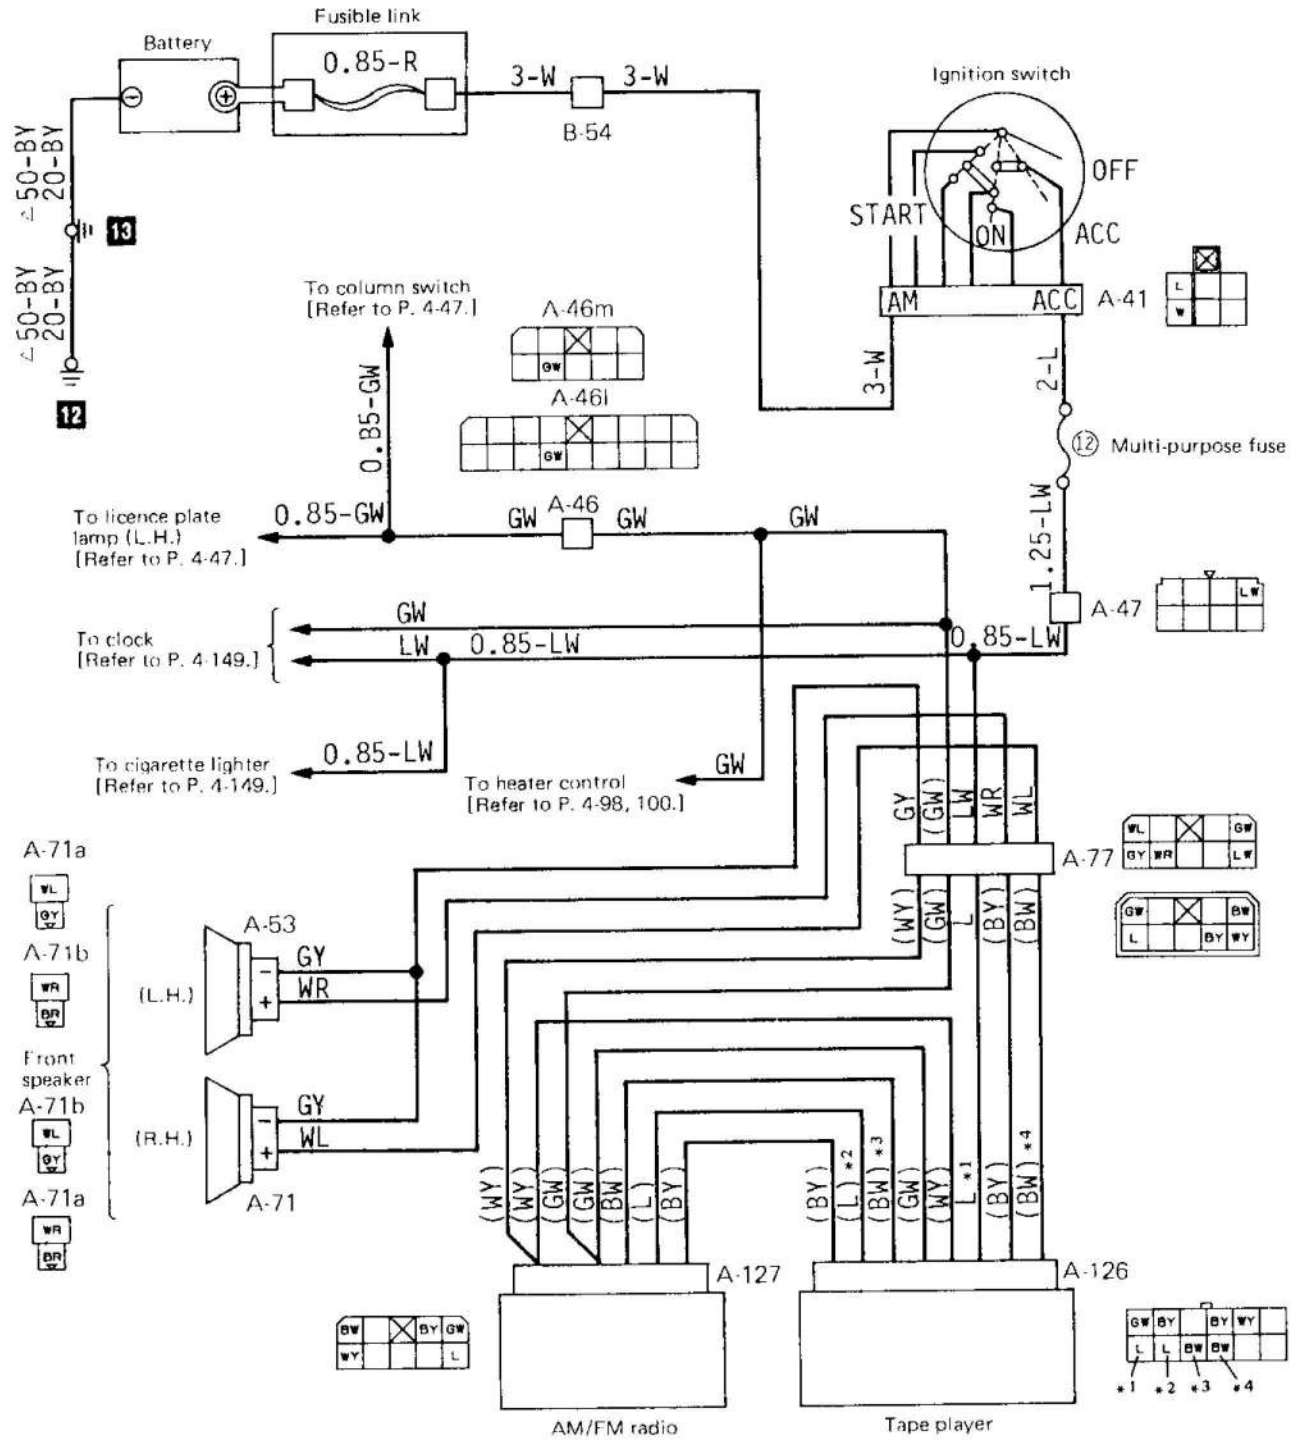 Fusible link
Battery
0.85-R
3-W
3-W
B-54
Ignition switch
OFF
START
ON
ACC
AM
ACC
A-41
L
W
△50-BY
20-BY
13
△50-BY
20-BY
12
To column switch
[Refer to P. 4-47.]
A-46m
GW
A-46l
GW
0.85-GW
3-W
2-L
12
Multi-purpose fuse
To licence plate
lamp (L.H.)
[Refer to P. 4-47.]
0.85-GW
GW
A-46
GW
GW
1.25-LW
A-47
LW
To clock
[Refer to P. 4-149.]
GW
LW
0.85-LW
0.85-LW
To cigarette lighter
[Refer to P. 4-149.]
0.85-LW
To heater control
[Refer to P. 4-98, 100.]
GW
GY
(GW)
LW
WR
WL
A-77
WL
GW
GY
WR
LW
GW
BW
L
BY
WY
(WY)
(GW)
L
(BY)
(BW)
A-71a
WL
GY
A-71b
WR
BR
Front
speaker
A-71b
WL
GY
A-71a
WR
BR
A-53
(L.H.)
-
+
GY
WR
(R.H.)
-
+
GY
WL
A-71
(WY)
(WY)
(GW)
(GW)
(BW)
(L)
(BY)
(BY)
(L)*2
(BW)*3
(GW)
(WY)
L*1
(BY)
(BW)*4
A-127
A-126
BW
BY
GW
WY
L
AM/FM radio
Tape player
GW
BY
BY
WY
L
L
BW
BW
*1
*2
*3
*4